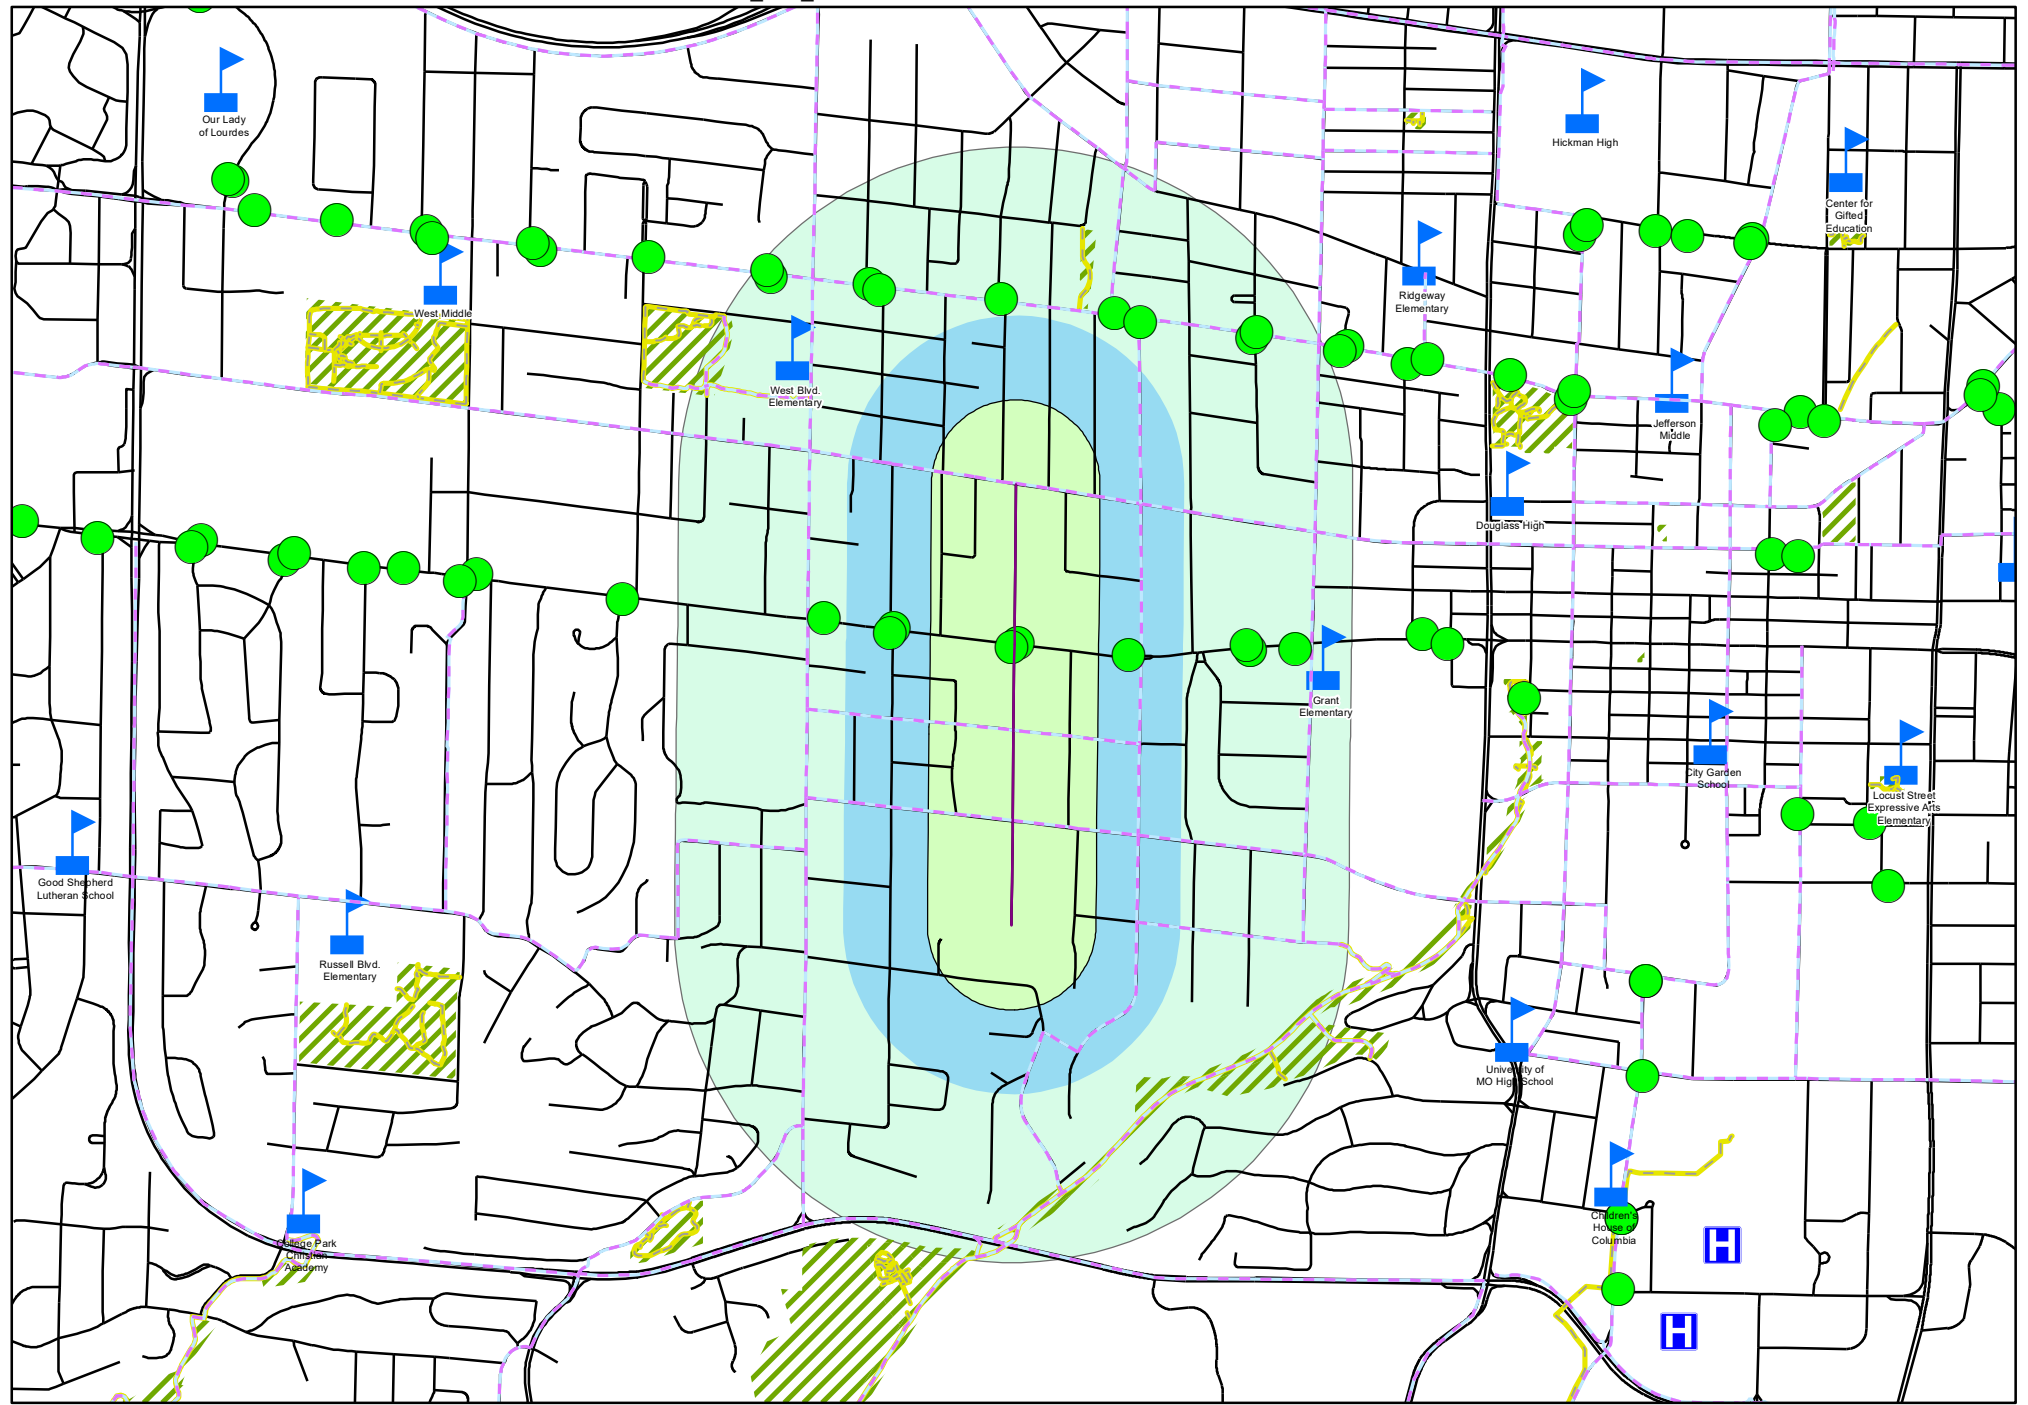 Our Lady
of Lourdes
Hickman High
Center for
Gifted
Education
Ridgeway
Elementary
West Middle
West Blvd.
Elementary
Jefferson
Middle
Douglass High
Grant
Elementary
City Garden
School
Locust Street
Expressive Arts
Elementary
Good Shepherd
Lutheran School
Russell Blvd.
Elementary
University of
MO High School
Children's
House of
Columbia
College Park
Christian
Academy
H
H